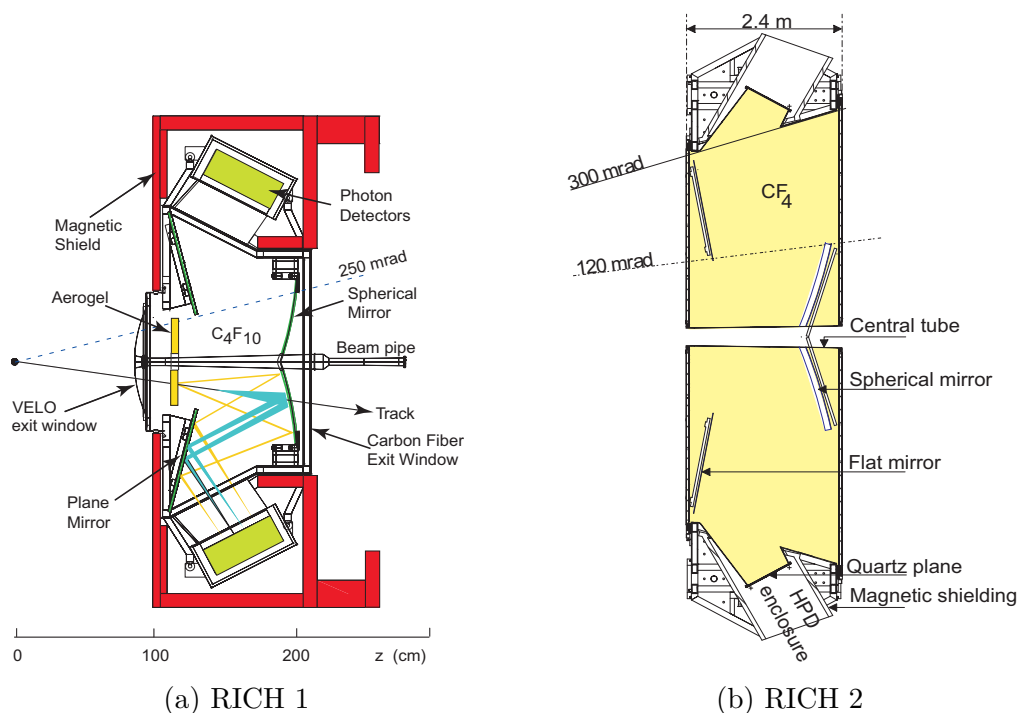 Magnetic
Shield
Aerogel
VELO
exit window
Plane
Mirror
C4F10
250 mrad
Photon
Detectors
Spherical
Mirror
Beam pipe
Track
Carbon Fiber
Exit Window
0
100
200
z (cm)
(a) RICH 1
2.4 m
300 mrad
CF4
120 mrad
Central tube
Spherical mirror
Flat mirror
Quartz plane
Magnetic shielding
HPD
enclosure
(b) RICH 2